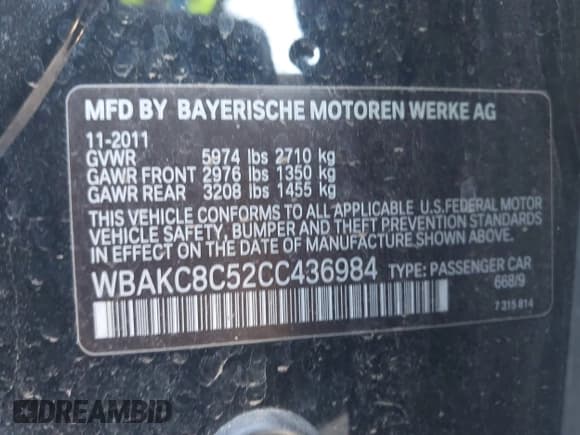 MFD BY BAYERISCHE MOTOREN WERKE AG
11-2011
GVWR 5974 lbs 2710 kg
GAWR FRONT 2976 lbs 1350 kg
GAWR REAR 3208 lbs 1455 kg
THIS VEHICLE CONFORMS TO ALL APPLICABLE U.S.FEDERAL MOTOR
VEHICLE SAFETY, BUMPER AND THEFT PREVENTION STANDARDS
IN EFFECT ON THE DATE OF MANUFACTURE SHOWN ABOVE.
WBAKC8C52CC436984 TYPE: PASSENGER CAR
668/9
7 215 814
DREAMBID